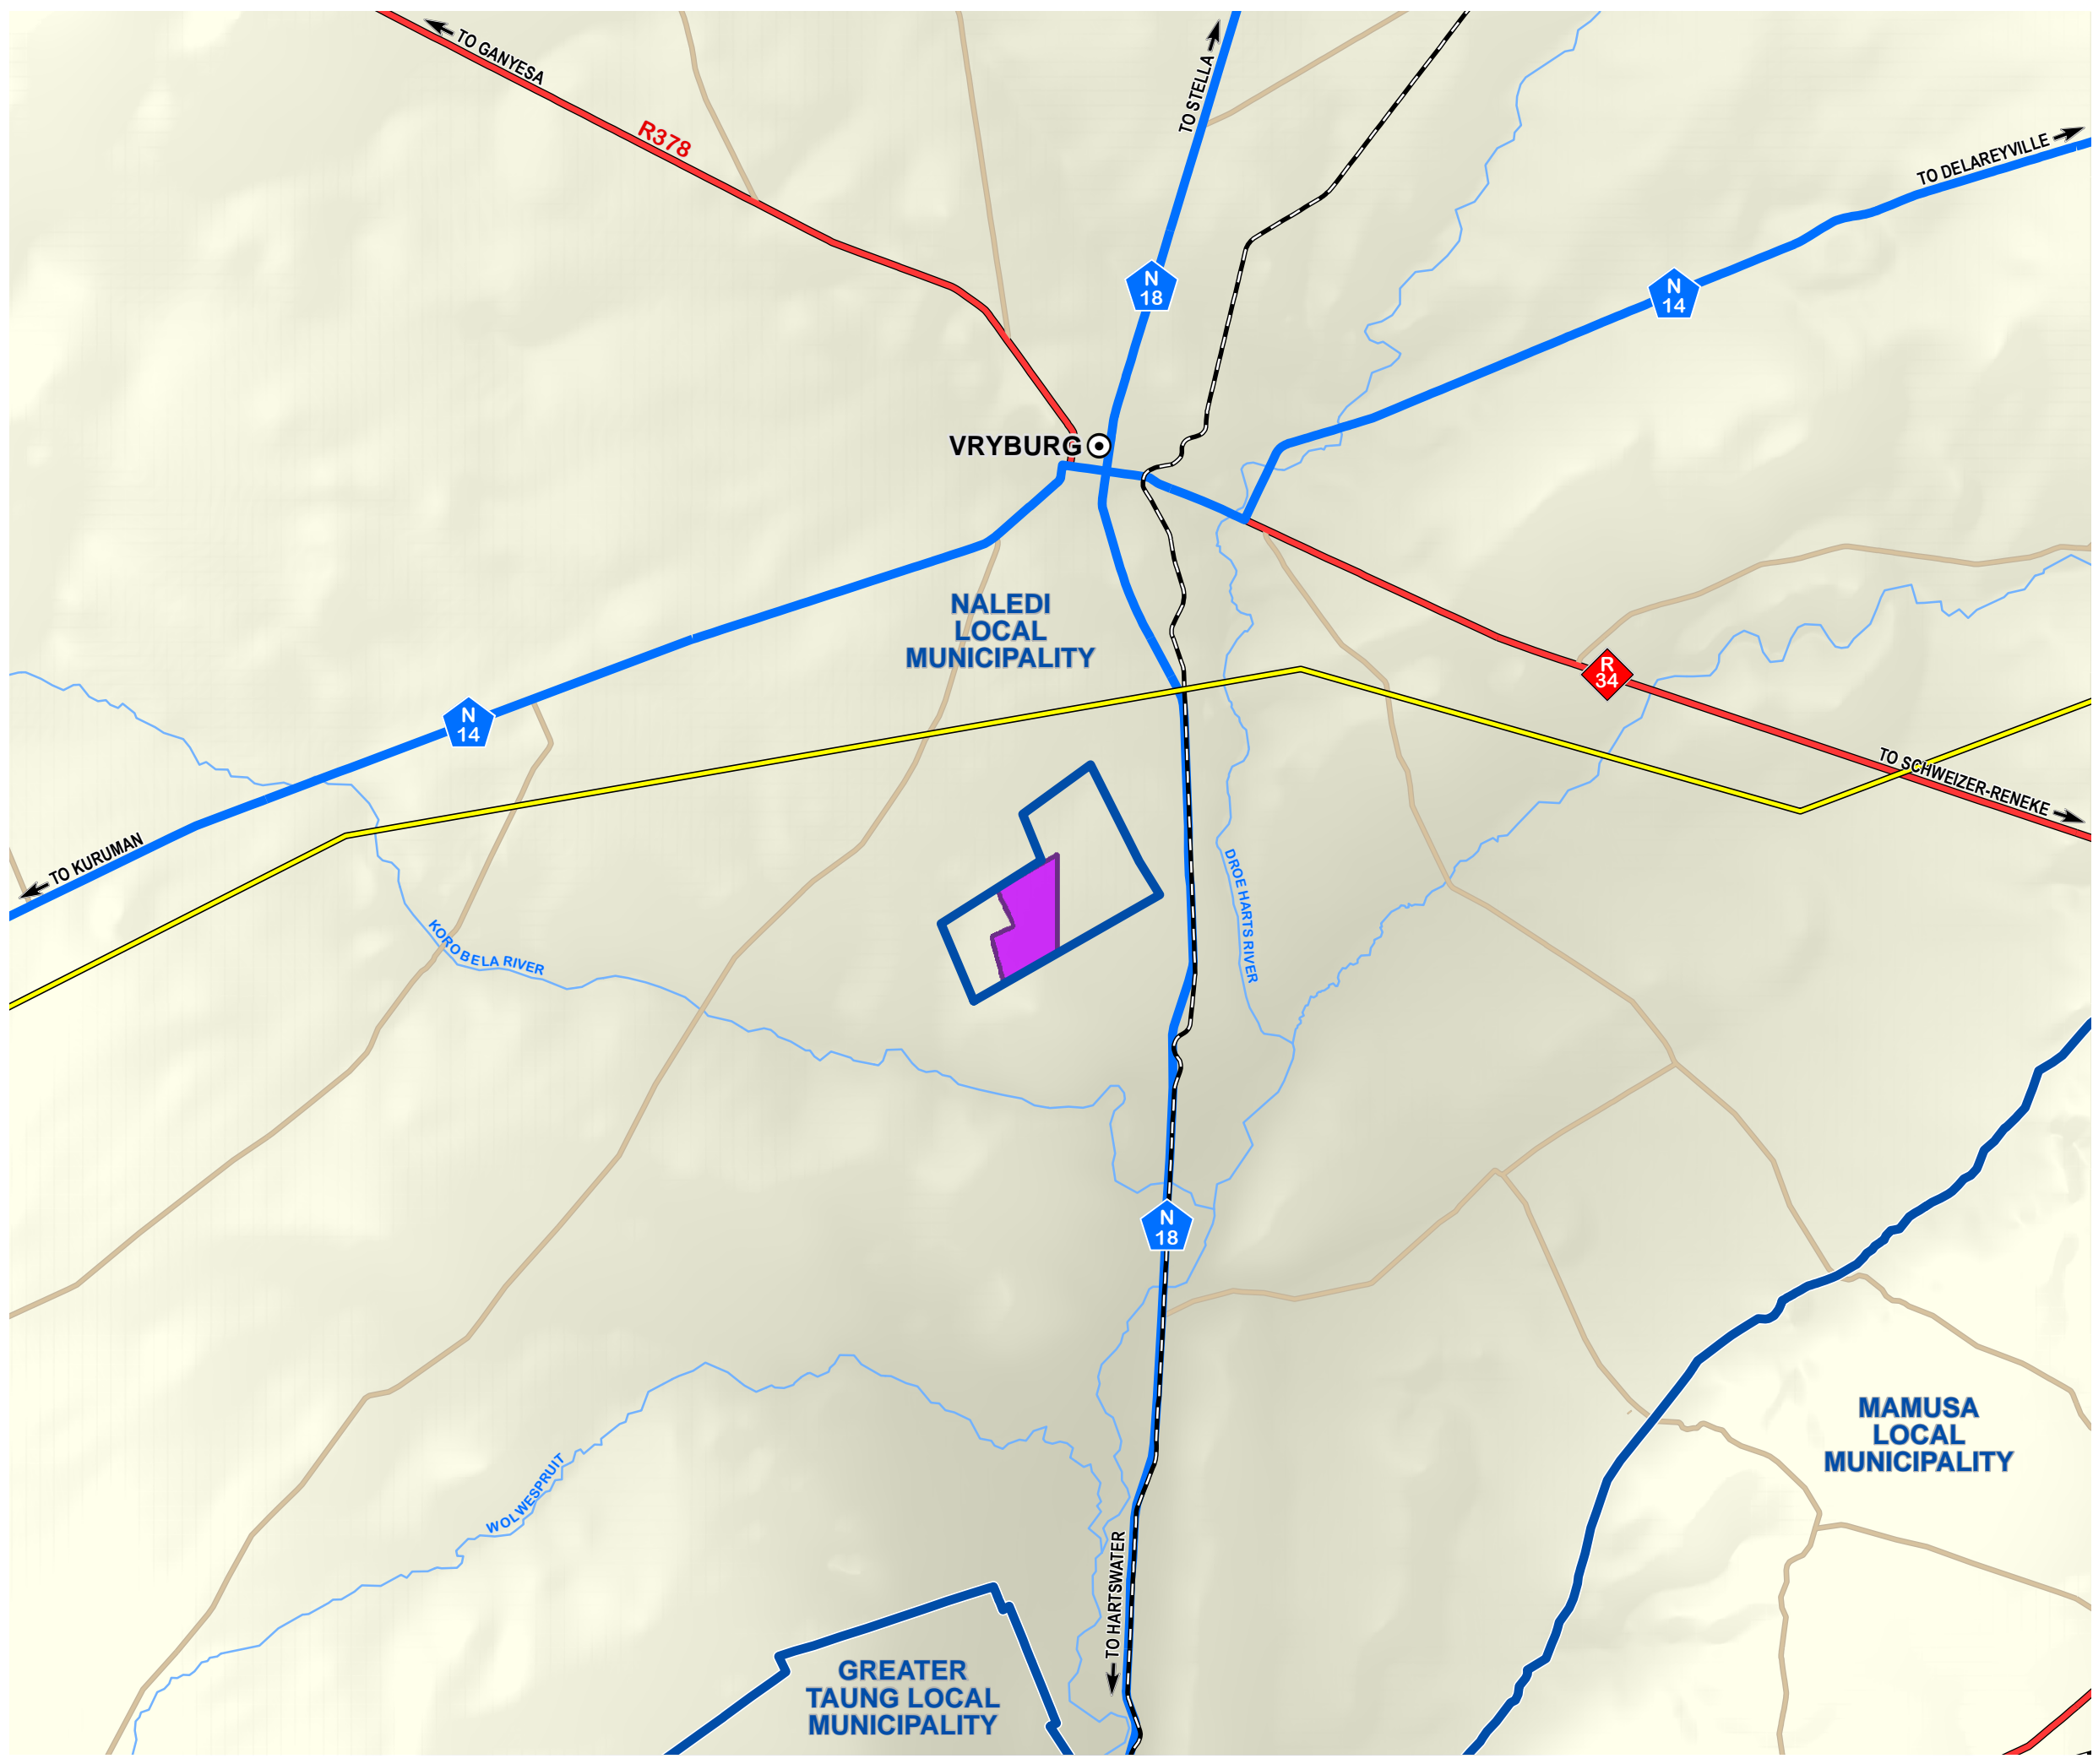 TO GANYESA
R378
TO STELLA
TO DELAREYVILLE
N
18
N
14
VRYBURG
NALEDI
LOCAL
MUNICIPALITY
R
34
N
14
TO SCHWEIZER-RENEKE
TO KURUMAN
DROE HARTS RIVER
KOROBELA RIVER
N
18
MAMUSA
LOCAL
MUNICIPALITY
WOLWESPRUIT
TO HARTSWATER
GREATER
TAUNG LOCAL
MUNICIPALITY